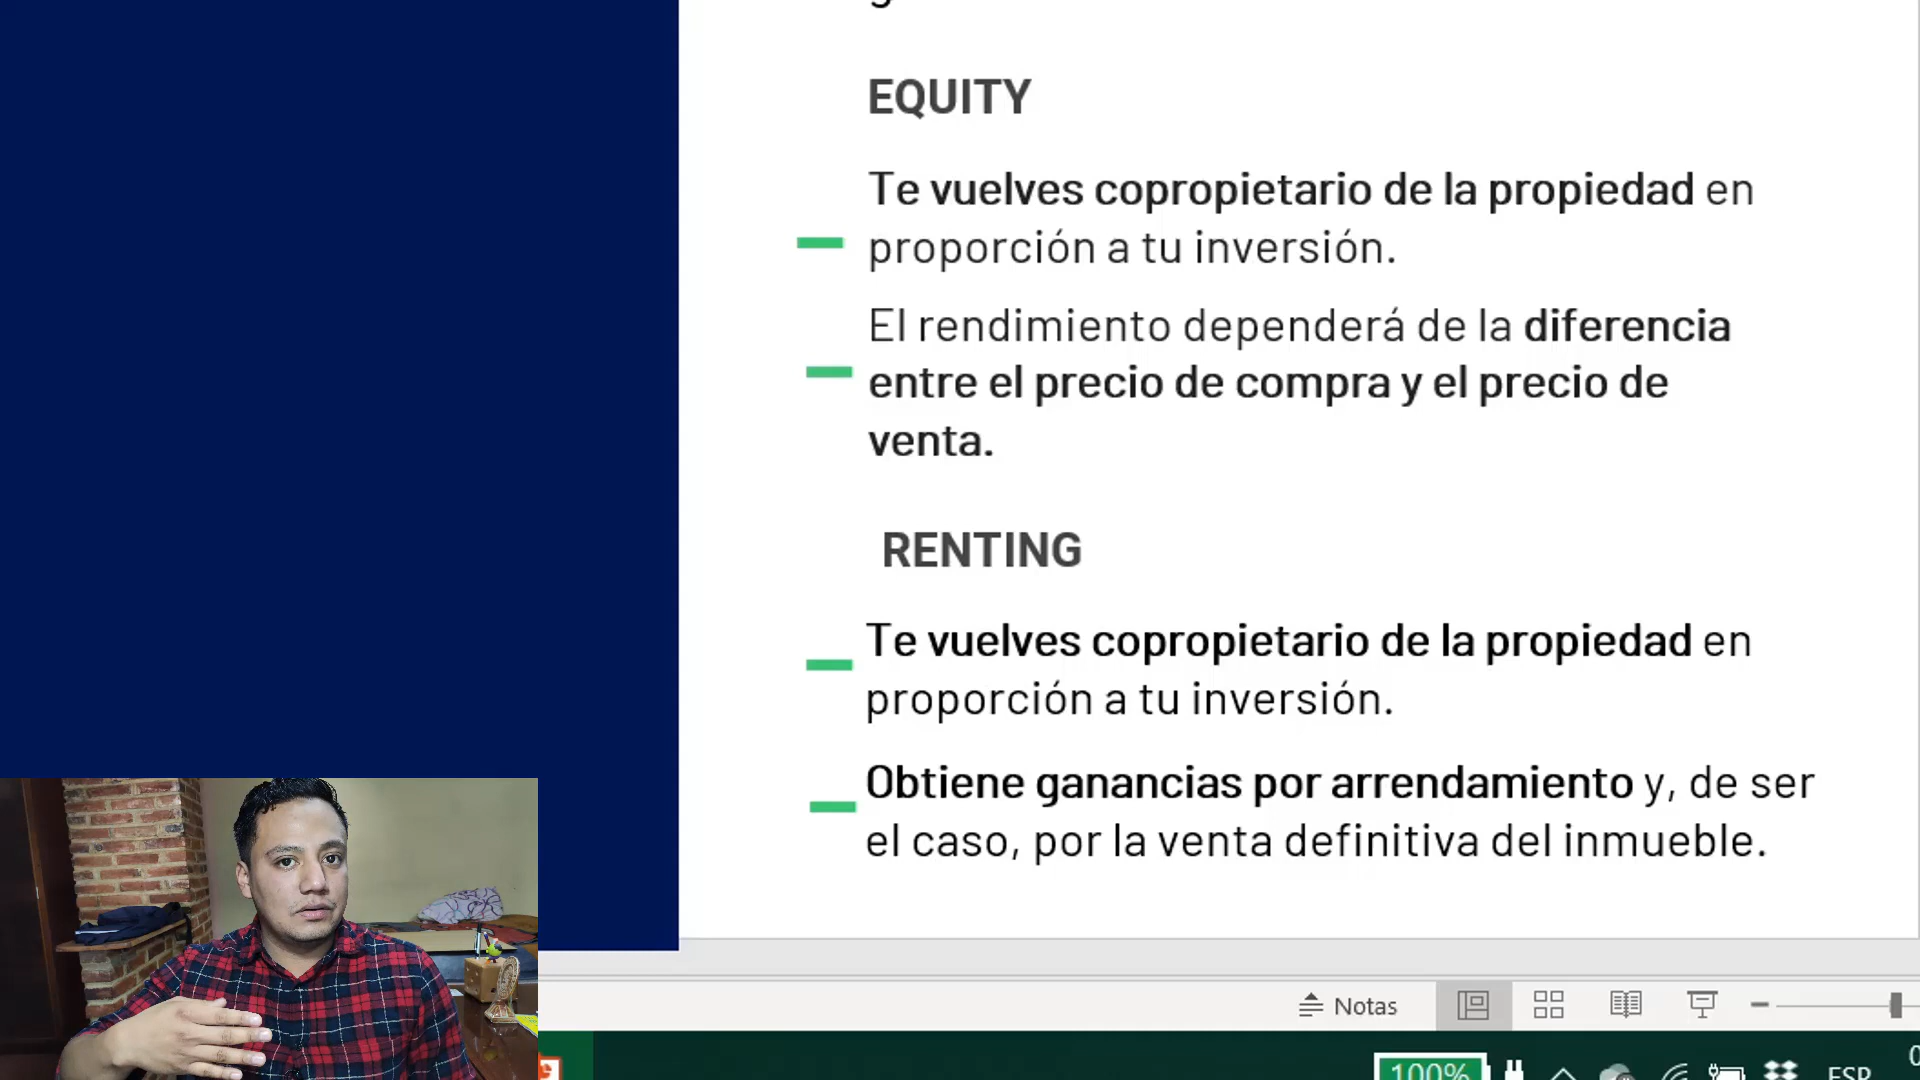 EQUITY
Te vuelves copropietario de la propiedad en
proporción a tu inversión.
El rendimiento dependerá de la diferencia
entre el precio de compra y el precio de
venta.
RENTING
Te vuelves copropietario de la propiedad en
proporción a tu inversión.
Obtiene ganancias por arrendamiento y, de ser
el caso, por la venta definitiva del inmueble.
Notas
100%
ESP